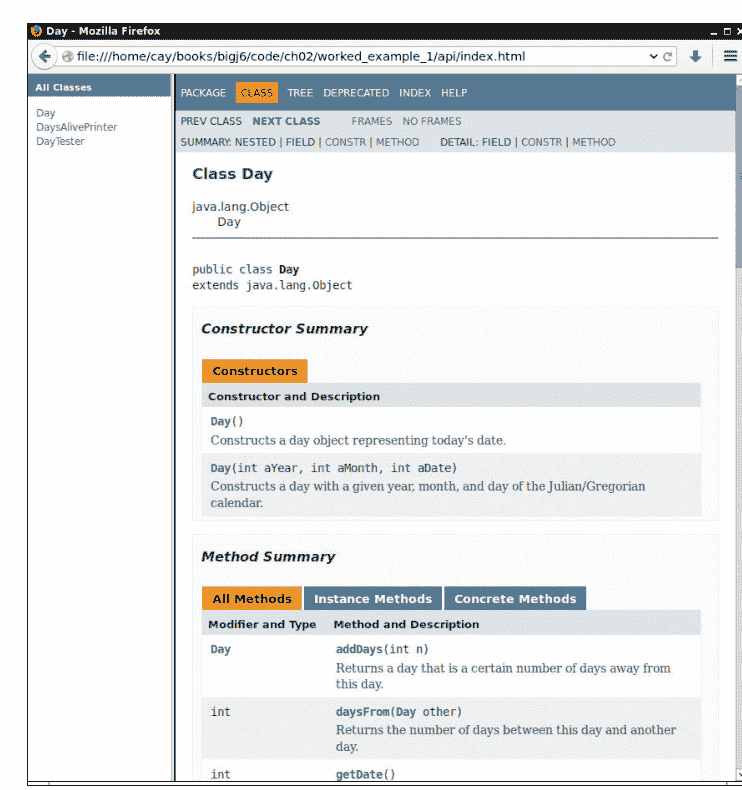 Day - Mozilla Firefox
file:///home/cay/books/bigj6/code/ch02/worked_example_1/api/index.html
All Classes
Day
DaysAlivePrinter
DayTester
PACKAGE CLASS TREE DEPRECATED INDEX HELP
PREV CLASS NEXT CLASS FRAMES NO FRAMES
SUMMARY: NESTED | FIELD | CONSTR | METHOD DETAIL: FIELD | CONSTR | METHOD
Class Day
java.lang.Object
Day
public class Day
extends java.lang.Object
Constructor Summary
Constructors
Constructor and Description
Day()
Constructs a day object representing today's date.
Day(int aYear, int aMonth, int aDate)
Constructs a day with a given year, month, and day of the Julian/Gregorian
calendar.
Method Summary
All Methods Instance Methods Concrete Methods
Modifier and Type Method and Description
Day addDays(int n)
Returns a day that is a certain number of days away from
this day.
int daysFrom(Day other)
Returns the number of days between this day and another
day.
int getDate()